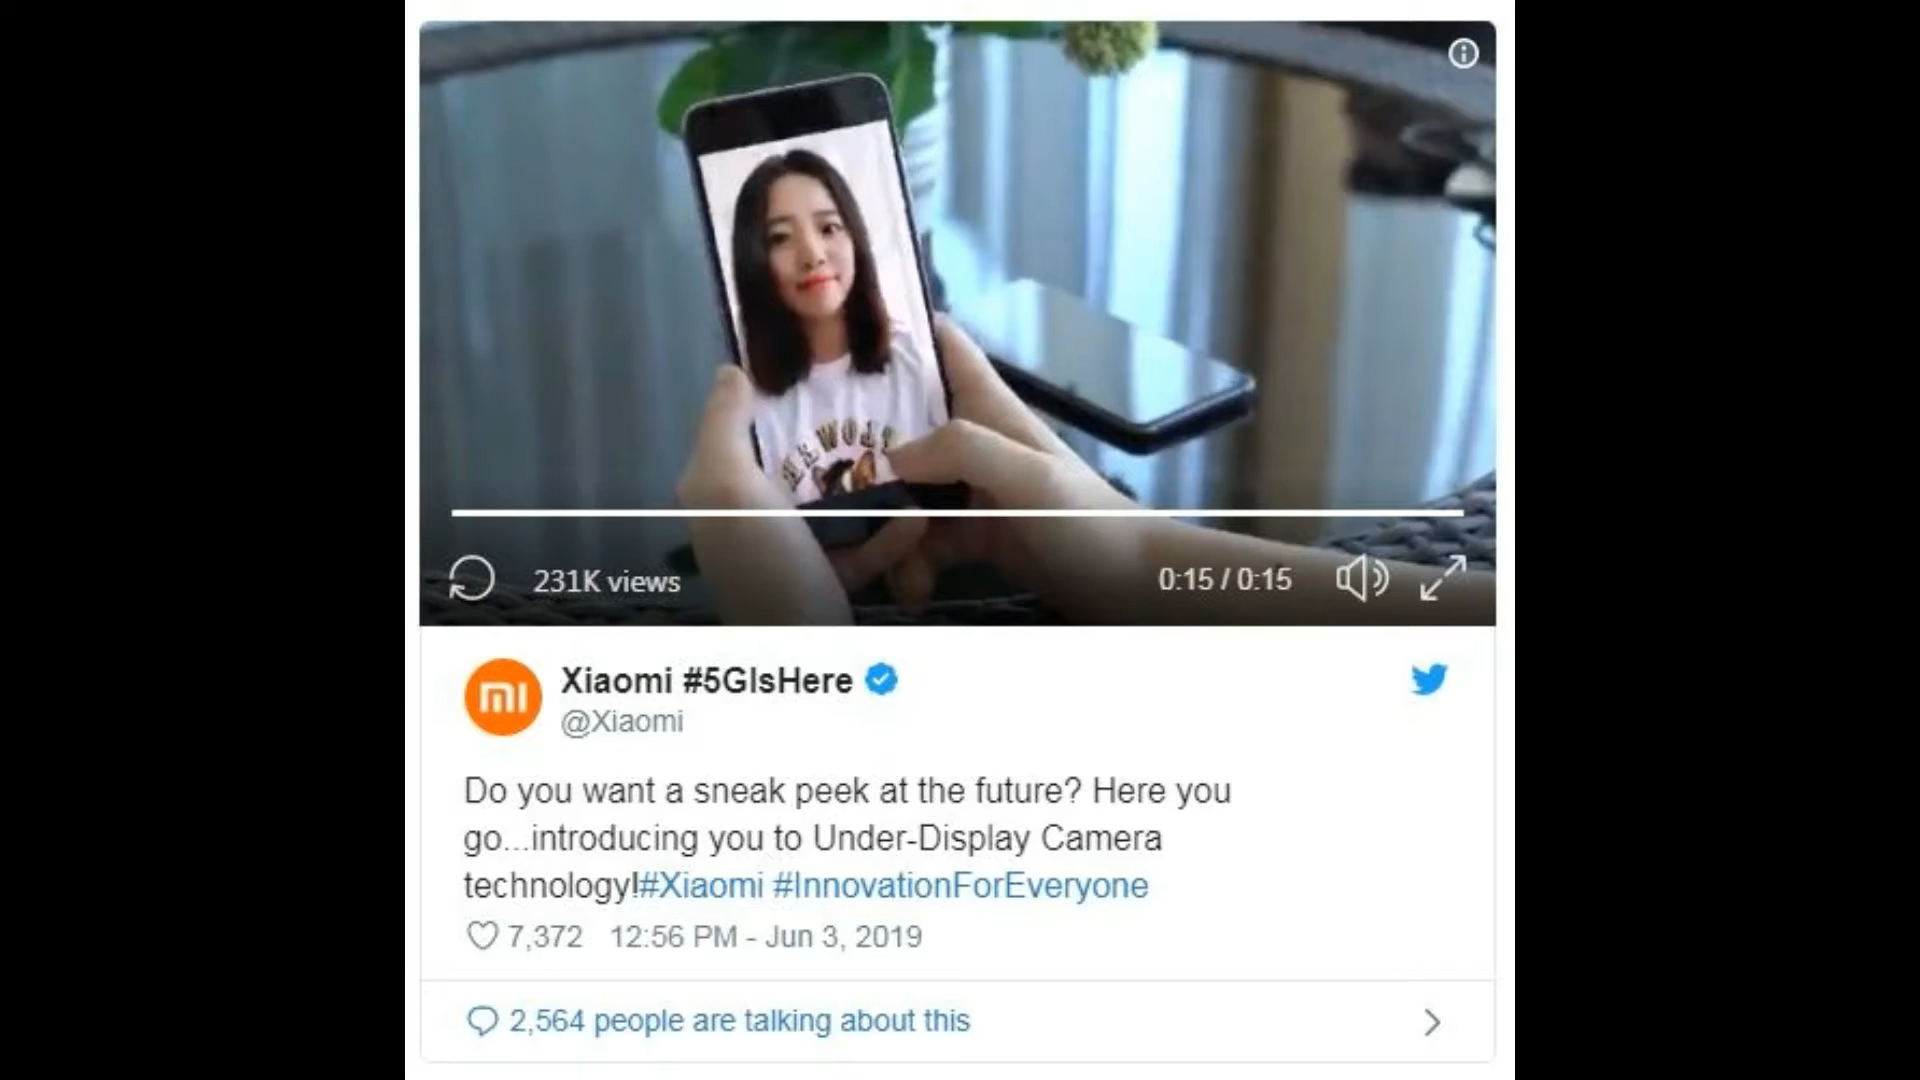 231K views
0:15 / 0:15
mi
Xiaomi #5GIsHere
@Xiaomi
Do you want a sneak peek at the future? Here you
go...introducing you to Under-Display Camera
technology!#Xiaomi #InnovationForEveryone
7,372 12:56 PM - Jun 3, 2019
2,564 people are talking about this